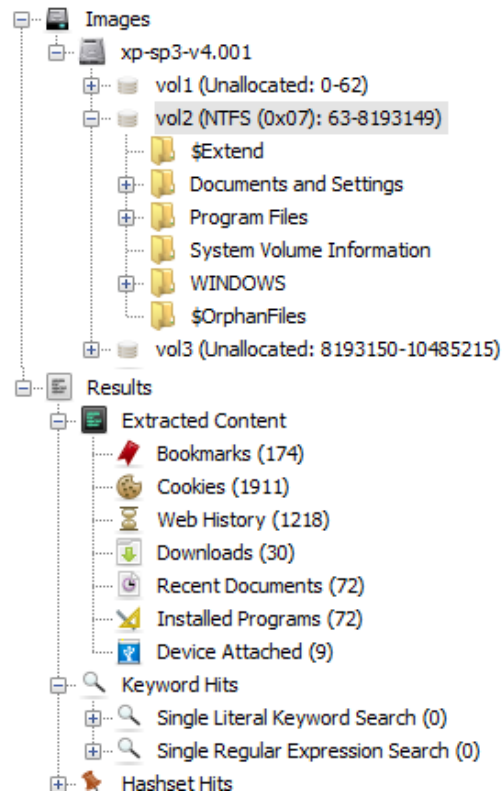 Images
xp-sp3-v4.001
vol1 (Unallocated: 0-62)
vol2 (NTFS (0x07): 63-8193149)
$Extend
Documents and Settings
Program Files
System Volume Information
WINDOWS
$OrphanFiles
vol3 (Unallocated: 8193150-10485215)
Results
Extracted Content
Bookmarks (174)
Cookies (1911)
Web History (1218)
Downloads (30)
Recent Documents (72)
Installed Programs (72)
Device Attached (9)
Keyword Hits
Single Literal Keyword Search (0)
Single Regular Expression Search (0)
Hashset Hits